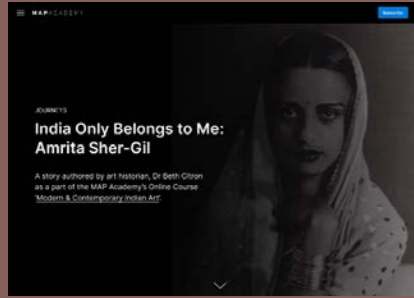 MAPACADEMY
Subscribe
JOURNEYS
India Only Belongs to Me:
Amrita Sher-Gil
A story authored by art historian, Dr Beth Citron
as a part of the MAP Academy's Online Course
'Modern & Contemporary Indian Art'.